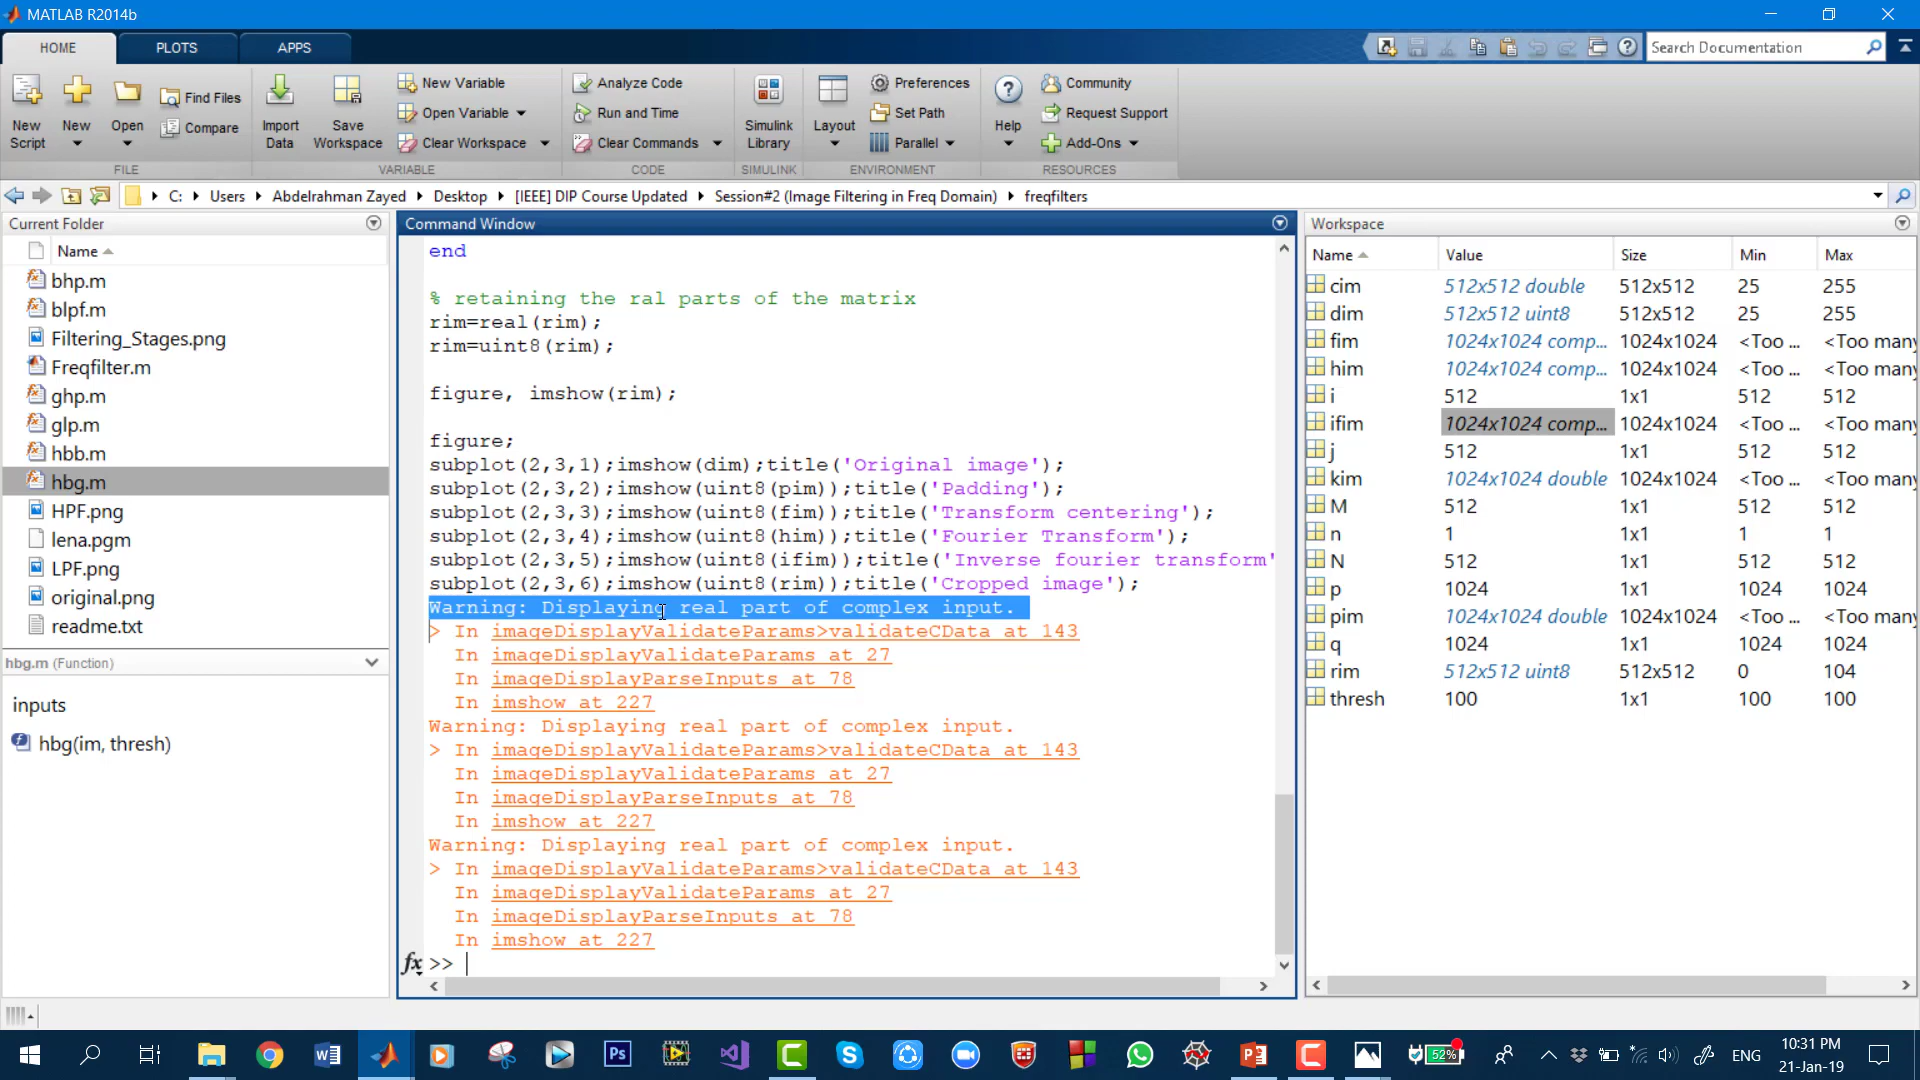 MATLAB R2014b
HOME
PLOTS
APPS
Search Documentation
New Script
New
Open
Find Files
Compare
Import Data
Save Workspace
New Variable
Open Variable
Clear Workspace
Analyze Code
Run and Time
Clear Commands
Simulink Library
Layout
Preferences
Set Path
Parallel
Help
Community
Request Support
Add-Ons
FILE
VARIABLE
CODE
SIMULINK
ENVIRONMENT
RESOURCES
C: Users Abdelrahman Zayed Desktop [IEEE] DIP Course Updated Session#2 (Image Filtering in Freq Domain) freqfilters
Current Folder
Name
bhp.m
blpf.m
Filtering_Stages.png
Freqfilter.m
ghp.m
glp.m
hbb.m
hbg.m
HPF.png
lena.pgm
LPF.png
original.png
readme.txt
hbg.m (Function)
inputs
hbg(im, thresh)
Command Window
end
% retaining the ral parts of the matrix
rim=real(rim);
rim=uint8(rim);
figure, imshow(rim);
figure;
subplot(2,3,1);imshow(dim);title('Original image');
subplot(2,3,2);imshow(uint8(pim));title('Padding');
subplot(2,3,3);imshow(uint8(fim));title('Transform centering');
subplot(2,3,4);imshow(uint8(him));title('Fourier Transform');
subplot(2,3,5);imshow(uint8(ifim));title('Inverse fourier transform'
subplot(2,3,6);imshow(uint8(rim));title('Cropped image');
Warning: Displaying real part of complex input.
> In imageDisplayValidateParams>validateCData at 143
In imageDisplayValidateParams at 27
In imageDisplayParseInputs at 78
In imshow at 227
Warning: Displaying real part of complex input.
> In imageDisplayValidateParams>validateCData at 143
In imageDisplayValidateParams at 27
In imageDisplayParseInputs at 78
In imshow at 227
Warning: Displaying real part of complex input.
> In imageDisplayValidateParams>validateCData at 143
In imageDisplayValidateParams at 27
In imageDisplayParseInputs at 78
In imshow at 227
fx >>
Workspace
Name Value Size Min Max
cim 512x512 double 512x512 25 255
dim 512x512 uint8 512x512 25 255
fim 1024x1024 comp... 1024x1024 <Too ... <Too many
him 1024x1024 comp... 1024x1024 <Too ... <Too many
i 512 1x1 512 512
ifim 1024x1024 comp... 1024x1024 <Too ... <Too many
j 512 1x1 512 512
kim 1024x1024 double 1024x1024 <Too ... <Too many
M 512 1x1 512 512
n 1 1x1 1 1
N 512 1x1 512 512
p 1024 1x1 1024 1024
pim 1024x1024 double 1024x1024 <Too ... <Too many
q 1024 1x1 1024 1024
rim 512x512 uint8 512x512 0 104
thresh 100 1x1 100 100
Ps
52%
ENG
10:31 PM
21-Jan-19